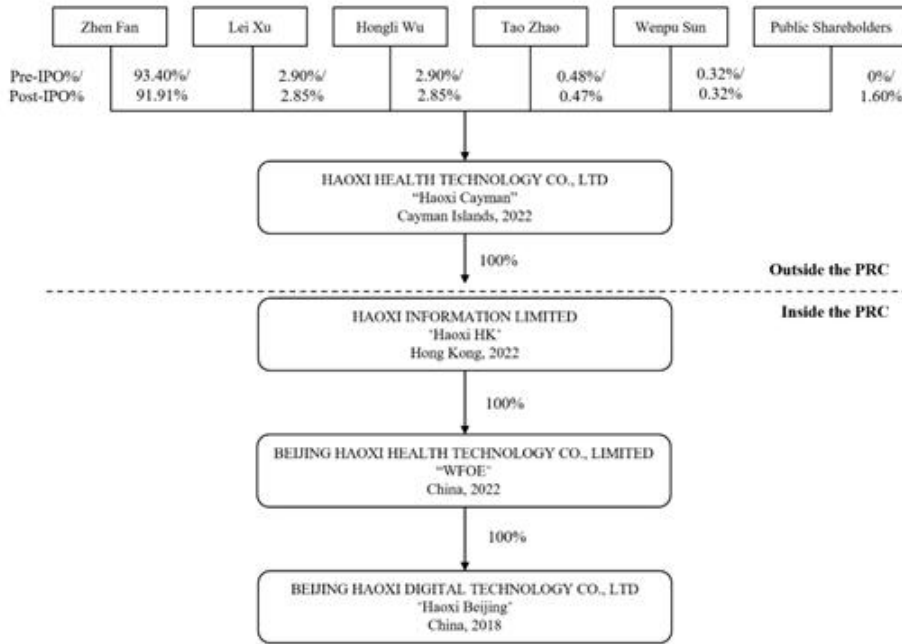 Zhen Fan Lei Xu Hongli Wu Tao Zhao Wenpu Sun Public Shareholders
Pre-IPO%/ 93.40%/ 2.90%/ 2.90%/ 0.48%/ 0.32%/ 0%/
Post-IPO% 91.91% 2.85% 2.85% 0.47% 0.32% 1.60%
HAOXI HEALTH TECHNOLOGY CO., LTD
“Haoxi Cayman”
Cayman Islands, 2022
100%
Outside the PRC
Inside the PRC
HAOXI INFORMATION LIMITED
"Haoxi HK"
Hong Kong, 2022
100%
BEIJING HAOXI HEALTH TECHNOLOGY CO., LIMITED
“WFOE"
China, 2022
100%
BEIJING HAOXI DIGITAL TECHNOLOGY CO., LTD
"Haoxi Beijing"
China, 2018